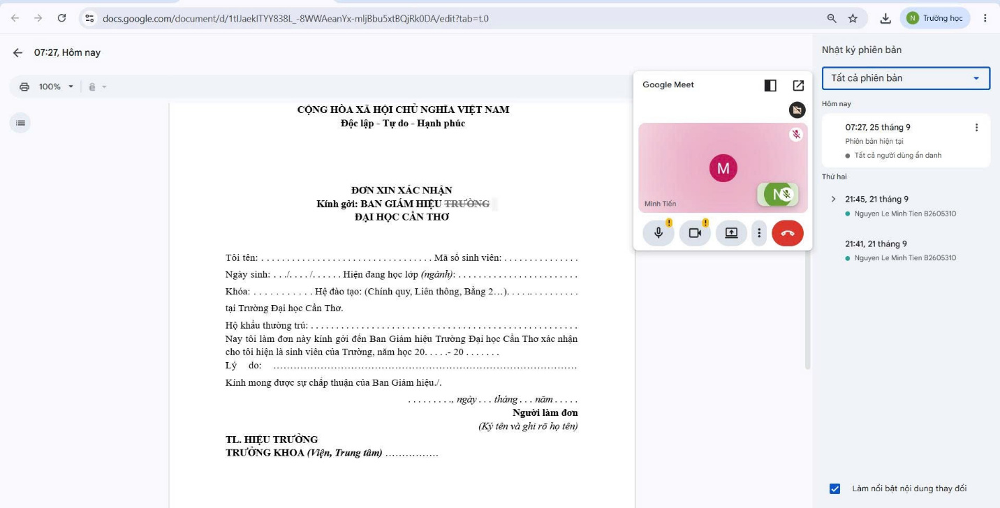 docs.google.com/document/d/1tIJaekITYY838L_-8WWAeanYx-mljBbu5xtBQjRk0DA/edit?tab=t.0
N Trường học
07:27, Hôm nay
100%
CỘNG HÒA XÃ HỘI CHỦ NGHĨA VIỆT NAM
Độc lập - Tự do - Hạnh phúc
ĐƠN XIN XÁC NHẬN
Kính gởi: BAN GIÁM HIỆU TRƯỜNG
ĐẠI HỌC CẦN THƠ
Tôi tên: . . . . . . . . . . . . . . . . . . . . . . . . . . . . . . . . . . Mã số sinh viên: . . . . . . . . . . . . . . .
Ngày sinh: . . ./. . . . /. . . . . . Hiện đang học lớp (ngành): . . . . . . . . . . . . . . . . . . . . . . . .
Khóa: . . . . . . . . . . . . Hệ đào tạo: (Chính quy, Liên thông, Bằng 2…). . . . .. . . . . . . . . .
tại Trường Đại học Cần Thơ.
Hộ khẩu thường trú: . . . . . . . . . . . . . . . . . . . . . . . . . . . . . . . . . . . . . . . . . . . . . . . . . . . . .
Nay tôi làm đơn này kính gởi đến Ban Giám hiệu Trường Đại học Cần Thơ xác nhận
cho tôi hiện là sinh viên của Trường, năm học 20. . . . .- 20 . . . . . . .
Lý do: ……………………………………………………………………………
Kính mong được sự chấp thuận của Ban Giám hiệu./.
. . . . . . . . ., ngày . . . tháng . . . năm . . . . .
Người làm đơn
(Ký tên và ghi rõ họ tên)
TL. HIỆU TRƯỞNG
TRƯỞNG KHOA (Viện, Trung tâm) …………….
Google Meet
M
N
Minh Tiến
Nhật ký phiên bản
Tất cả phiên bản
Hôm nay
07:27, 25 tháng 9
Phiên bản hiện tại
Tất cả người dùng ẩn danh
Thứ hai
21:45, 21 tháng 9
Nguyen Le Minh Tien B2605310
21:41, 21 tháng 9
Nguyen Le Minh Tien B2605310
Làm nổi bật nội dung thay đổi